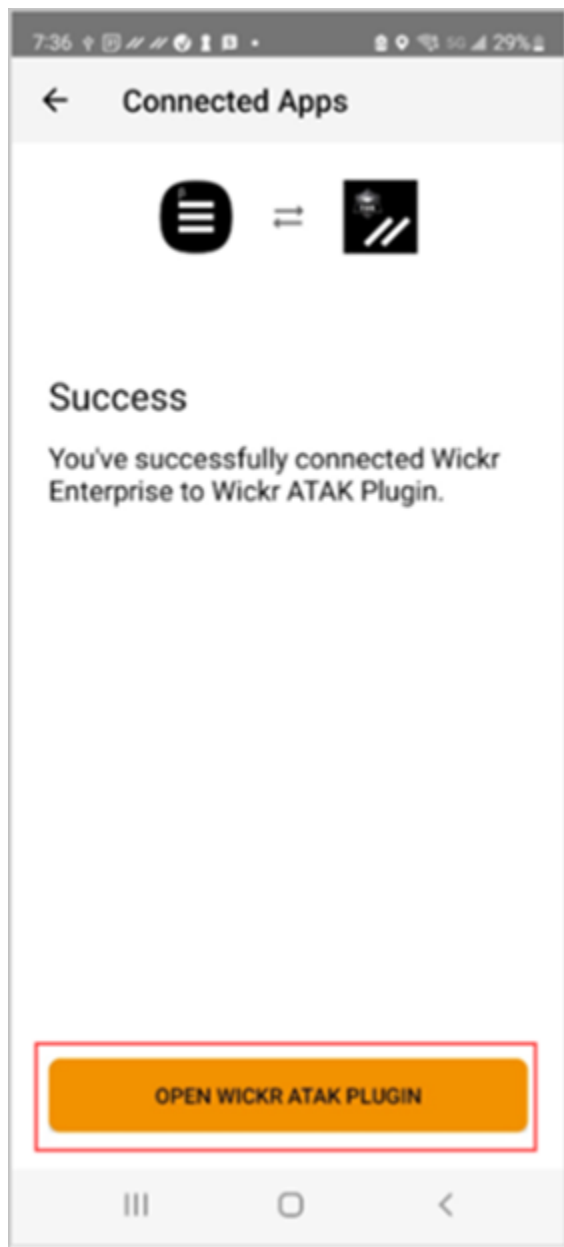 7:36 5G 29%
Connected Apps
Success
You've successfully connected Wickr
Enterprise to Wickr ATAK Plugin.
OPEN WICKR ATAK PLUGIN